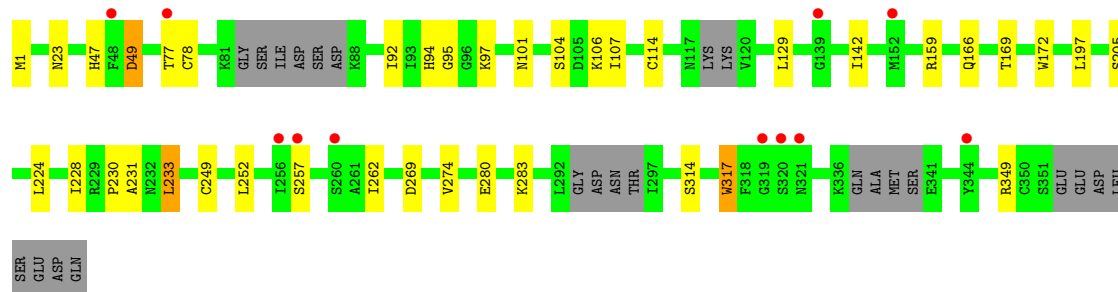 M1 N23 H47 F48 D49 T77 C78 K81 GLY SER ILE ASP SER ASP K88 I92 I93 H94 G95 G96 K97 N101 S104 D105 K106 I107 C114 N117 LYS LYS V120 L129 G139 I142 M152 R159 Q166 T169 W172 L197 S205
L224 I228 R229 P230 A231 N232 L233 C249 L252 I256 S257 S260 A261 I262 D269 V274 E280 K283 L292 GLY ASP ASN THR I297 S314 W317 F318 G319 S320 N321 K336 GLN ALA MET SER E341 Y344 R349 C350 S351 GLU GLU ASP LEU
SER GLU ASP GLN